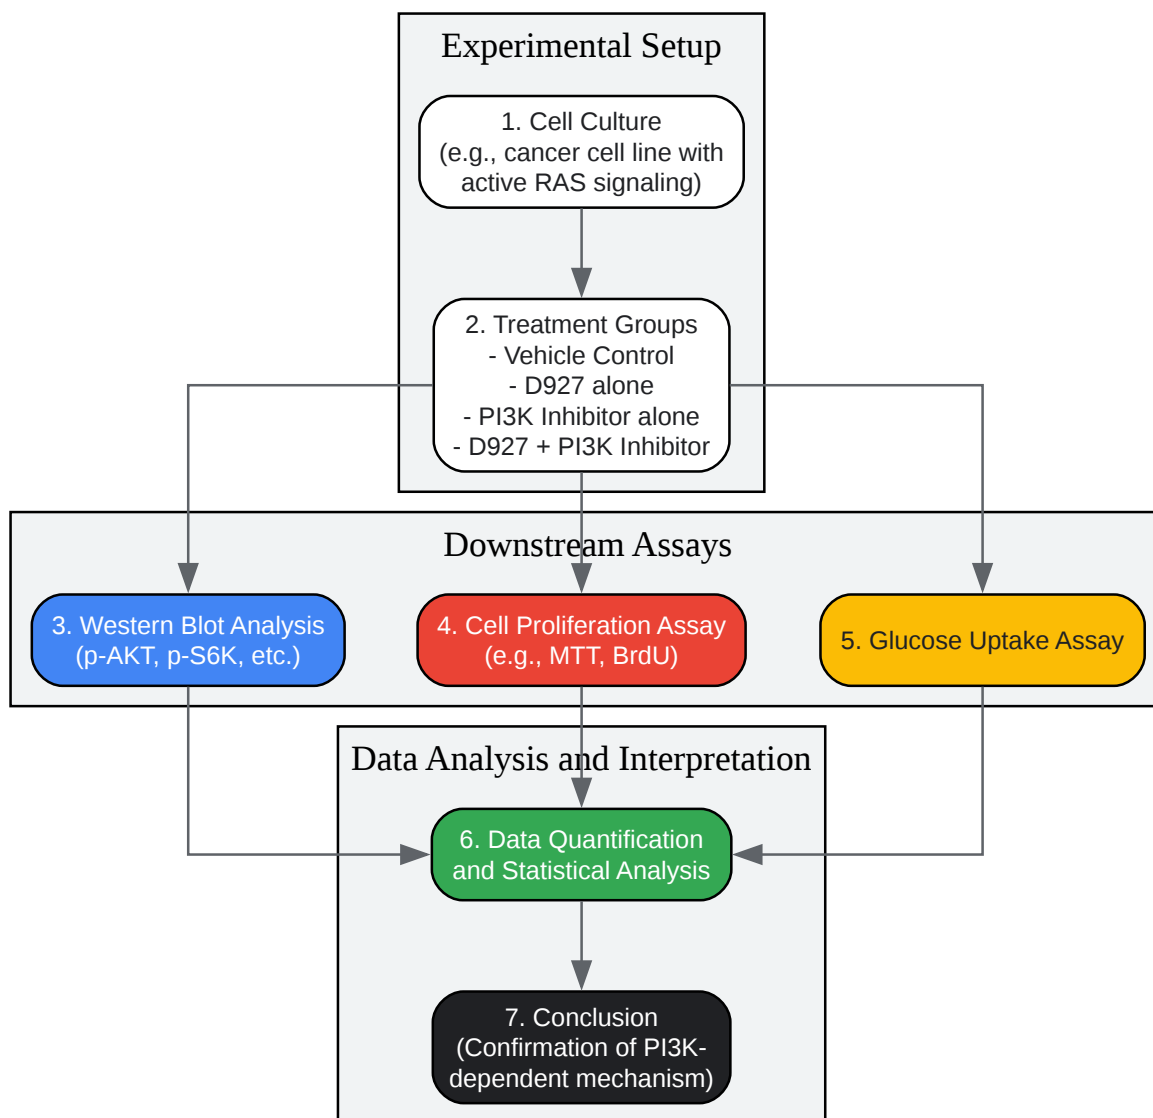 Experimental Setup
1. Cell Culture
(e.g., cancer cell line with
active RAS signaling)
2. Treatment Groups
- Vehicle Control
- D927 alone
- PI3K Inhibitor alone
- D927 + PI3K Inhibitor
Downstream Assays
3. Western Blot Analysis
(p-AKT, p-S6K, etc.)
4. Cell Proliferation Assay
(e.g., MTT, BrdU)
5. Glucose Uptake Assay
Data Analysis and Interpretation
6. Data Quantification
and Statistical Analysis
7. Conclusion
(Confirmation of PI3K-
dependent mechanism)